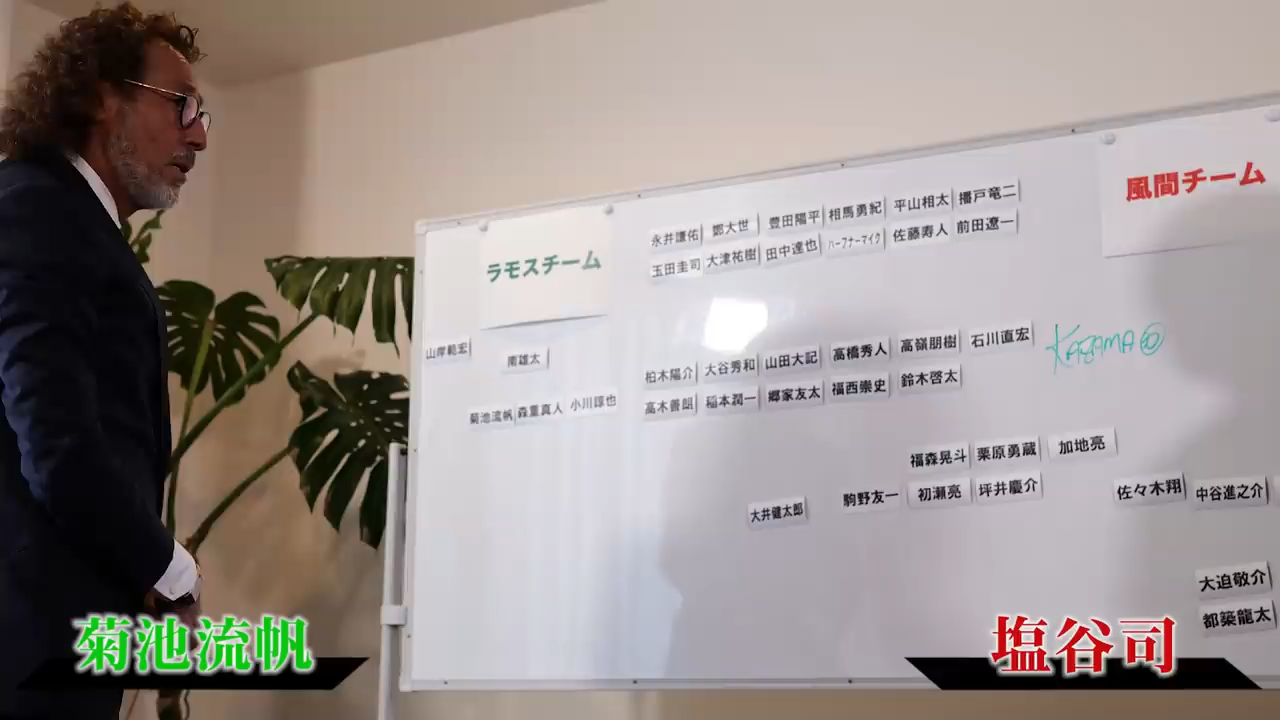 ラモスチーム
風間チーム
永井謙佑 鄭大世 豊田陽平 相馬勇紀 平山相太 播戸竜二
玉田圭司 大津祐樹 田中達也 ハーフナーマイク 佐藤寿人 前田遼一
山岸範宏
南雄太
柏木陽介 大谷秀和 山田大記 高橋秀人 高嶺朋樹 石川直宏
KAZAMA
菊池流帆 森重真人 小川諒也
高木善朗 稲本潤一 郷家友太 福西崇史 鈴木啓太
福森晃斗 栗原勇蔵 加地亮
大井健太郎 駒野友一 初瀬亮 坪井慶介
佐々木翔 中谷進之介
大迫敬介
都築龍太
菊池流帆
塩谷司